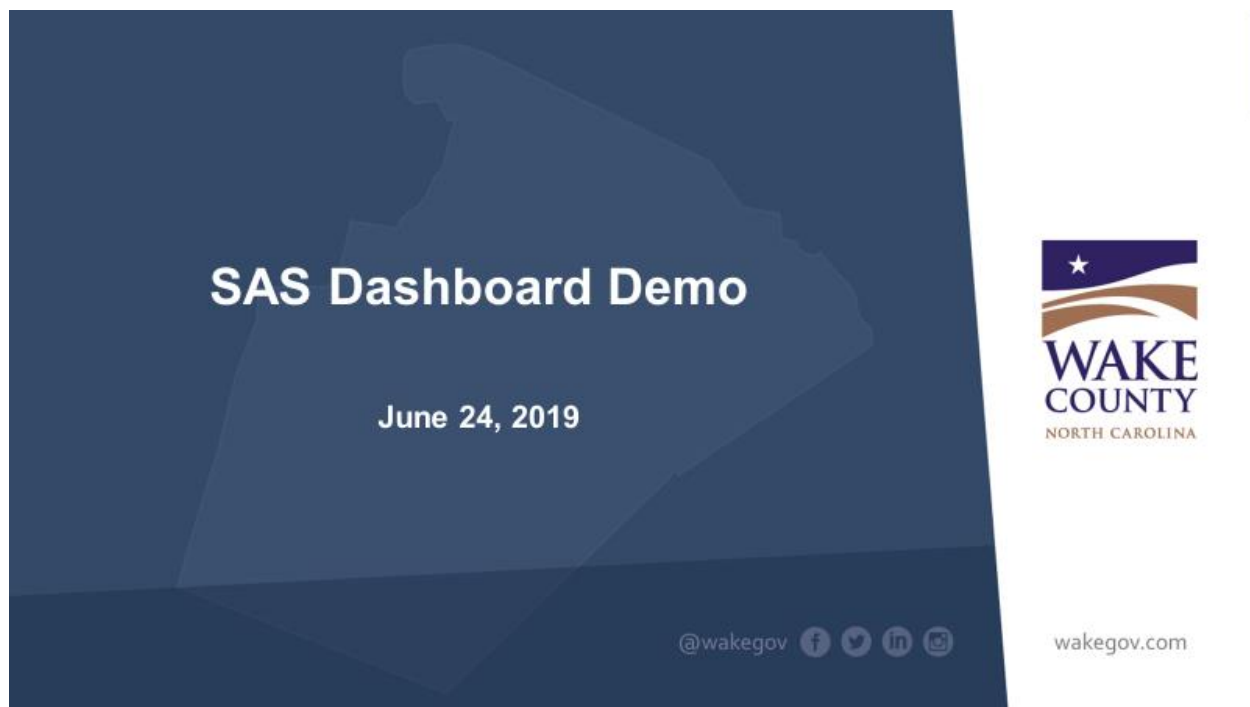 SAS Dashboard Demo
June 24, 2019
WAKE
COUNTY
NORTH CAROLINA
@wakegov
wakegov.com